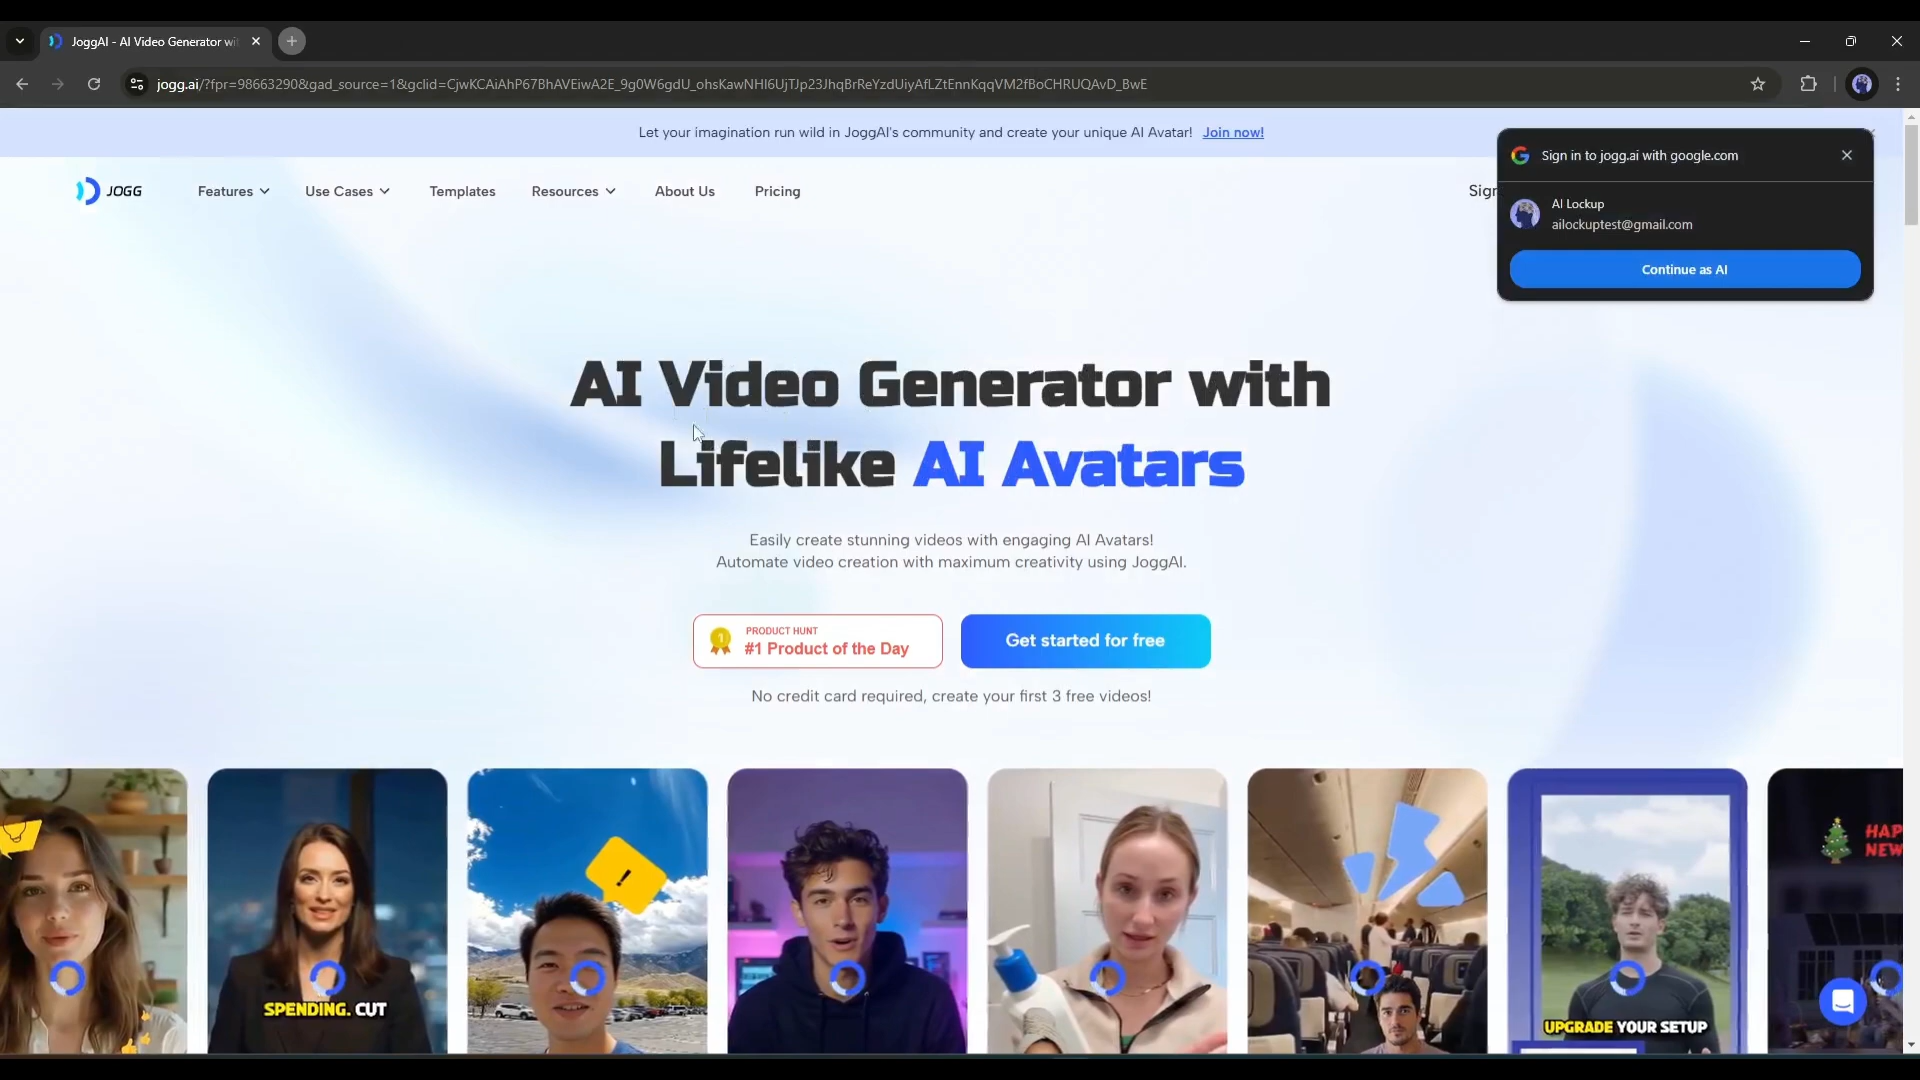 JoggAI - AI Video Generator wit
jogg.ai/?fpr=98663290&gad_source=1&gclid=CjwKCAiAhP67BhAVEiwA2E_9g0W6gdU_ohsKawNHI6UjTJp23JhqBrReYzdUiyAfLZtEnnKqqVM2fBoCHRUQAvD_BwE
Let your imagination run wild in JoggAI's community and create your unique AI Avatar! Join now!
Sign in to jogg.ai with google.com
JOGG
Features
Use Cases
Templates
Resources
About Us
Pricing
Sign
AI Lockup
ailockuptest@gmail.com
Continue as AI
AI Video Generator with
Lifelike AI Avatars
Easily create stunning videos with engaging AI Avatars!
Automate video creation with maximum creativity using JoggAI.
1
PRODUCT HUNT
#1 Product of the Day
Get started for free
No credit card required, create your first 3 free videos!
!
HAP
NEW
SPENDING. CUT
UPGRADE YOUR SETUP